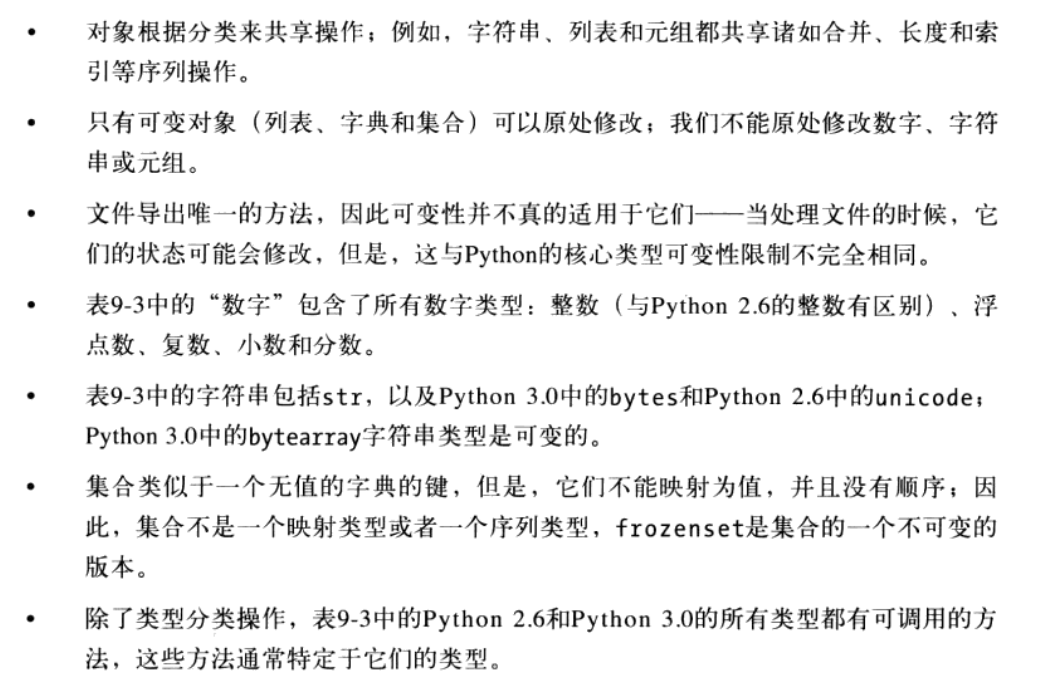 • 对象根据分类来共享操作；例如，字符串、列表和元组都共享诸如合并、长度和索
引等序列操作。
• 只有可变对象（列表、字典和集合）可以原处修改；我们不能原处修改数字、字符
串或元组。
• 文件导出唯一的方法，因此可变性并不真的适用于它们——当处理文件的时候，它
们的状态可能会修改，但是，这与Python的核心类型可变性限制不完全相同。
• 表9-3中的“数字”包含了所有数字类型：整数（与Python 2.6的整数有区别）、浮
点数、复数、小数和分数。
• 表9-3中的字符串包括str，以及Python 3.0中的bytes和Python 2.6中的unicode；
Python 3.0中的bytearray字符串类型是可变的。
• 集合类似于一个无值的字典的键，但是，它们不能映射为值，并且没有顺序；因
此，集合不是一个映射类型或者一个序列类型，frozenset是集合的一个不可变的
版本。
• 除了类型分类操作，表9-3中的Python 2.6和Python 3.0的所有类型都有可调用的方
法，这些方法通常特定于它们的类型。